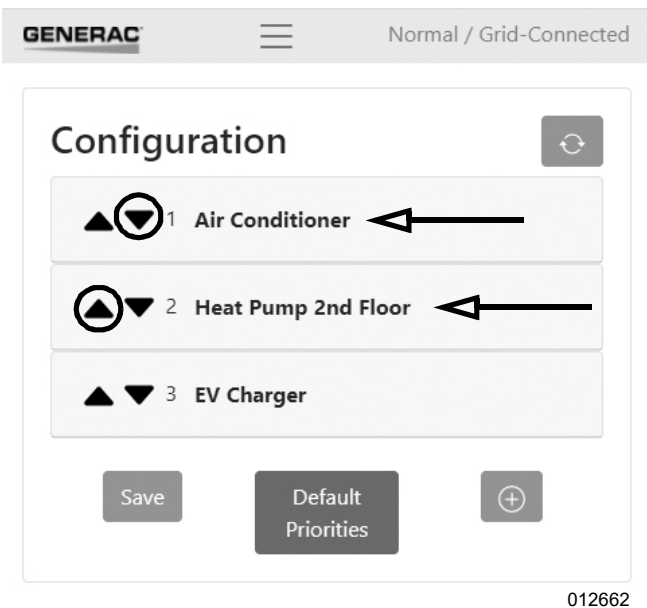 GENERAC
Normal / Grid-Connected
Configuration
1 Air Conditioner
2 Heat Pump 2nd Floor
3 EV Charger
Save
Default
Priorities
012662